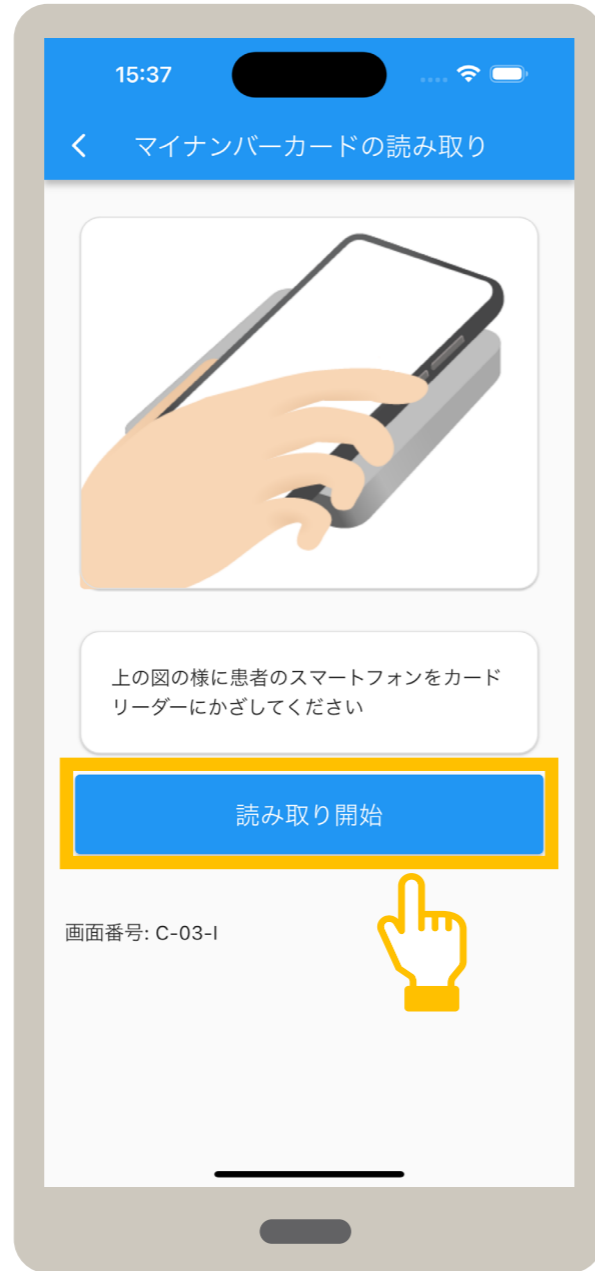 15:37
マイナンバーカードの読み取り
上の図の様に患者のスマートフォンをカード
リーダーにかざしてください
読み取り開始
画面番号: C-03-I